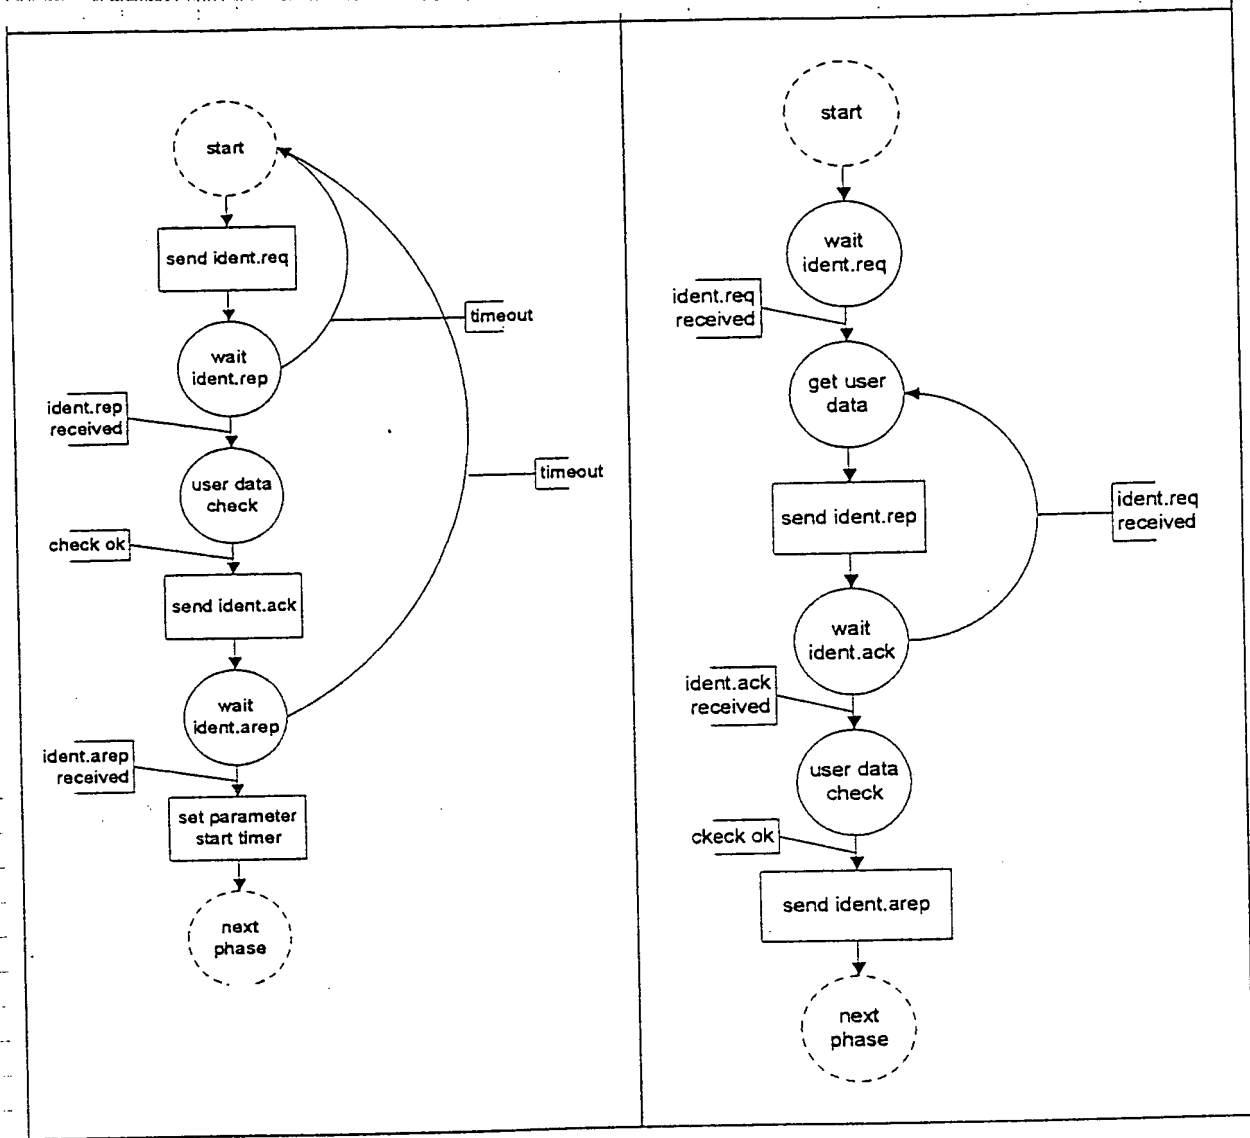 start
send ident.req
timeout
wait
ident.rep
ident.rep
received
timeout
user data
check
check ok
send ident.ack
wait
ident.arep
ident.arep
received
set parameter
start timer
next
phase
start
wait
ident.req
ident.req
received
get user
data
send ident.rep
ident.req
received
wait
ident.ack
ident.ack
received
user data
check
ckeck ok
send ident.arep
next
phase